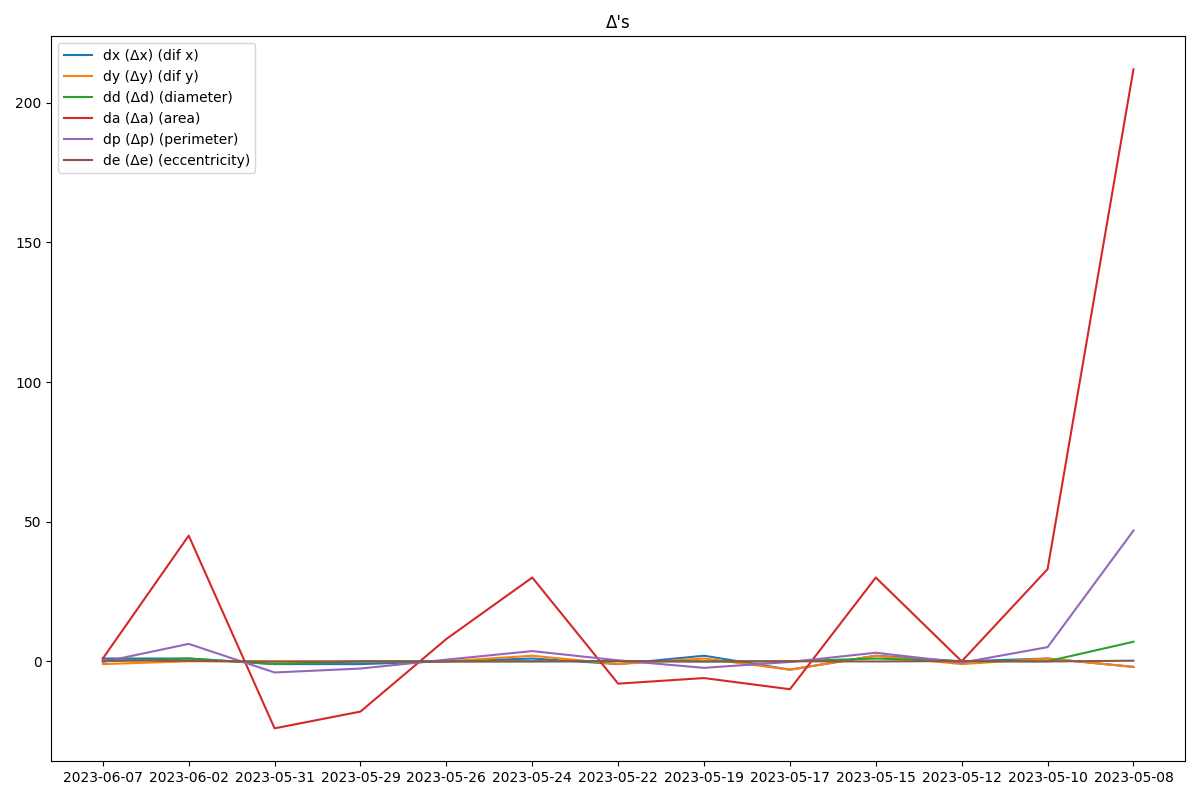 Δ's
dx (Δx) (dif x)
dy (Δy) (dif y)
dd (Δd) (diameter)
da (Δa) (area)
dp (Δp) (perimeter)
de (Δe) (eccentricity)
200
150
100
50
0
2023-06-07 2023-06-02 2023-05-31 2023-05-29 2023-05-26 2023-05-24 2023-05-22 2023-05-19 2023-05-17 2023-05-15 2023-05-12 2023-05-10 2023-05-08